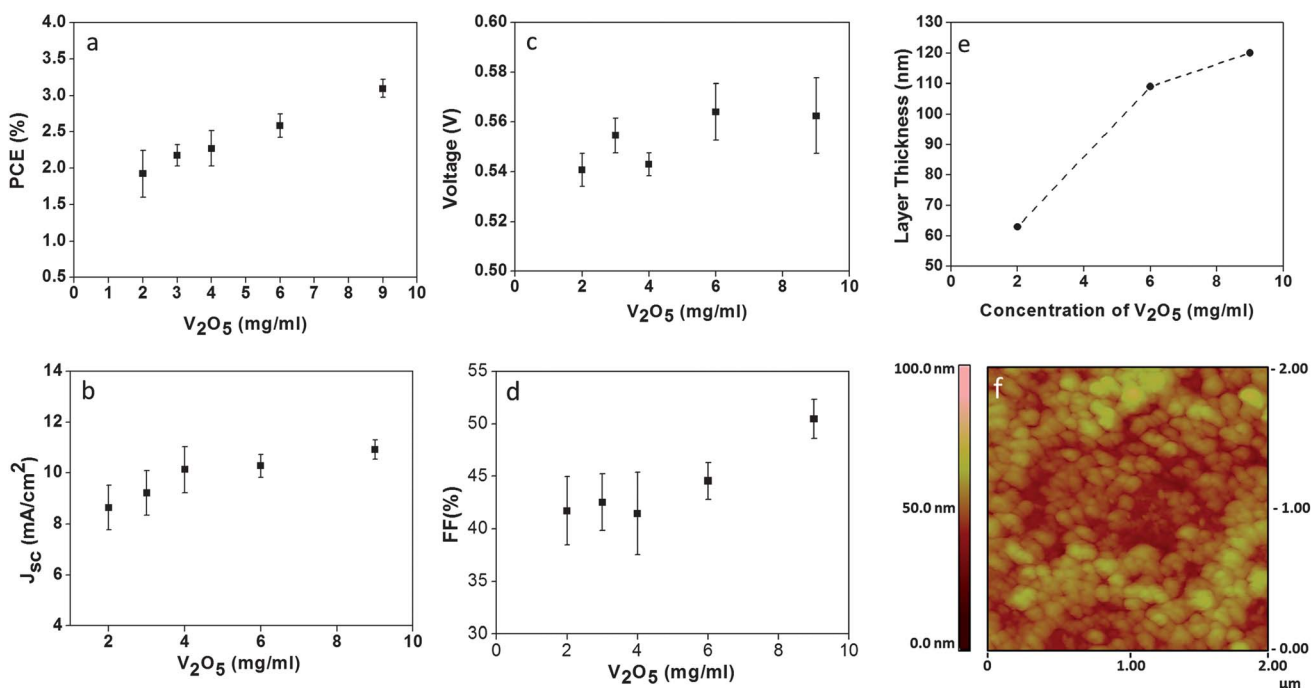 a
PCE (%)
3.5
3.0
2.5
2.0
1.5
1.0
0.5
0 1 2 3 4 5 6 7 8 9 10
V2O5 (mg/ml)
c
Voltage (V)
0.60
0.58
0.56
0.54
0.52
0.50
0 2 4 6 8 10
V2O5 (mg/ml)
e
Layer Thickness (nm)
130
120
110
100
90
80
70
60
50
0 2 4 6 8 10
Concentration of V2O5 (mg/ml)
b
JSC (mA/cm2)
14
12
10
8
6
4
2 4 6 8 10
V2O5 (mg/ml)
d
FF(%)
55
50
45
40
35
30
0 2 4 6 8 10
V2O5 (mg/ml)
f
100.0 nm
50.0 nm
0.0 nm
- 2.00
- 1.00
- 0.00
0 1.00 2.00
μm